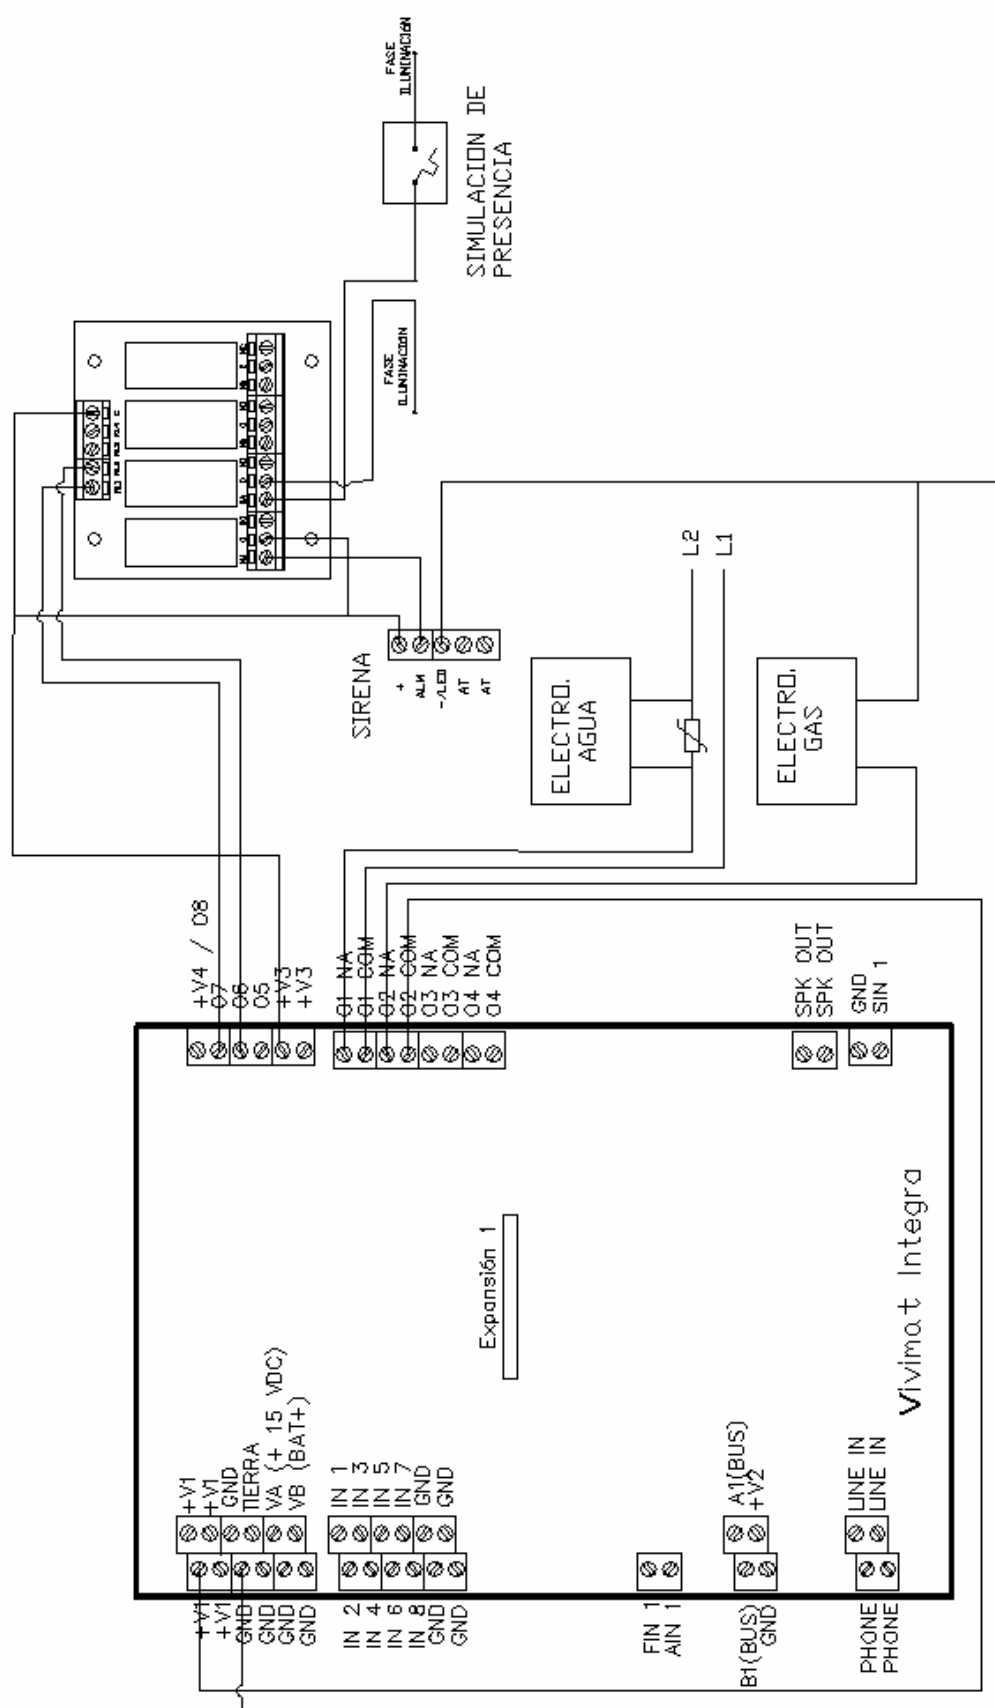 FASE
ILUMINACIÓN
SIMULACION DE
PRESENCIA
FASE
ILUMINACIÓN
SIRENA
+
ALM
-/LED
AT
AT
L2
L1
ELECTRO.
AGUA
ELECTRO.
GAS
+V4 / O8
O7
O6
O5
+V3
+V3
O1 NA
O1 COM
O2 NA
O2 COM
O3 NA
O3 COM
O4 NA
O4 COM
SPK OUT
SPK OUT
GND
SIN 1
Expansión 1
Vivimat Integra
+V1
+V1
GND
TIERRA
VA (+ 15 VDC)
VB (BAT+)
IN 1
IN 3
IN 5
IN 7
GND
GND
A1(BUS)
+V2
LINE IN
LINE IN
+V1
+V1
GND
GND
GND
GND
IN 2
IN 4
IN 6
IN 8
GND
GND
FIN 1
AIN 1
B1(BUS)
GND
PHONE
PHONE